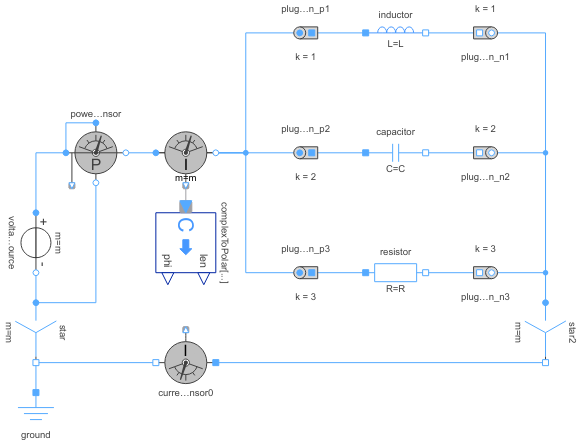 plug...n_p1
k = 1
inductor
L=L
k = 1
plug...n_n1
powe...nsor
P
I
m=m
plug...n_p2
k = 2
capacitor
C=C
k = 2
plug...n_n2
volta...ource
m=m
+
-
C
phi
len
complexToPolar[...]
plug...n_p3
k = 3
resistor
R=R
k = 3
plug...n_n3
m=m
star
I
curre...nsor0
m=m
star2
ground